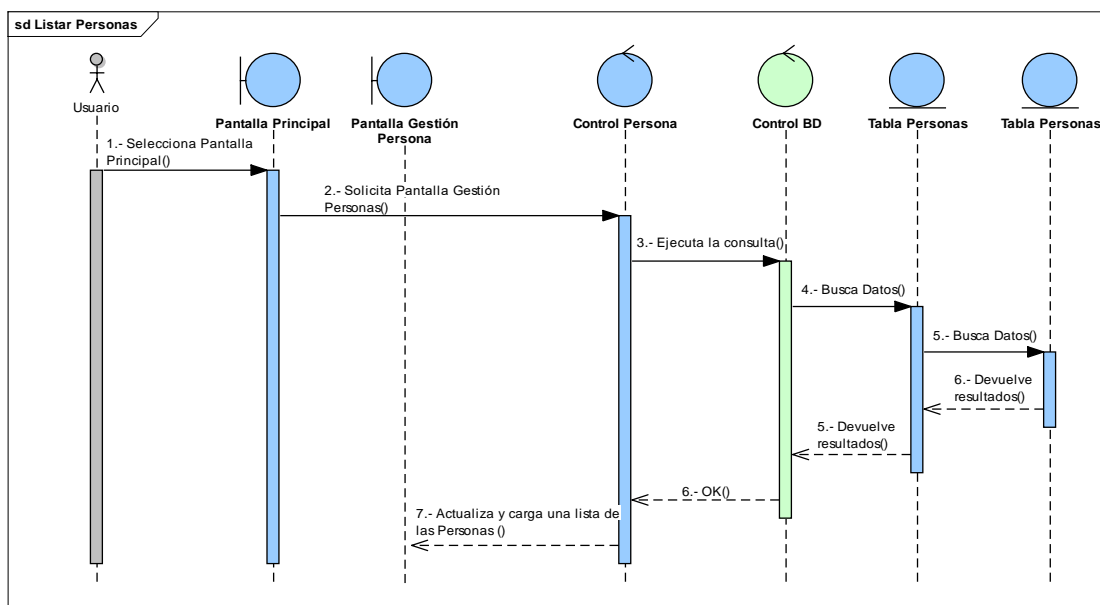 sd Listar Personas
Usuario
Pantalla Principal
Pantalla Gestión
Persona
Control Persona
Control BD
Tabla Personas
Tabla Personas
1.- Selecciona Pantalla
Principal()
2.- Solicita Pantalla Gestión
Personas()
3.- Ejecuta la consulta()
4.- Busca Datos()
5.- Busca Datos()
6.- Devuelve
resultados()
5.- Devuelve
resultados()
6.- OK()
7.- Actualiza y carga una lista de
las Personas ()